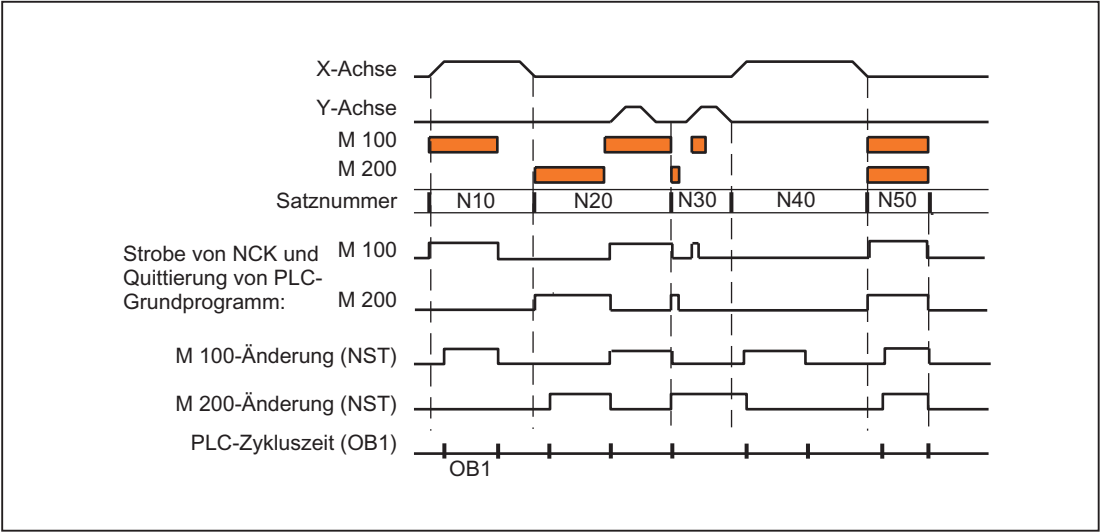 X-Achse
Y-Achse
M 100
M 200
Satznummer N10 N20 N30 N40 N50
Strobe von NCK und
Quittierung von PLC-
Grundprogramm:
M 100
M 200
M 100-Änderung (NST)
M 200-Änderung (NST)
PLC-Zykluszeit (OB1)
OB1